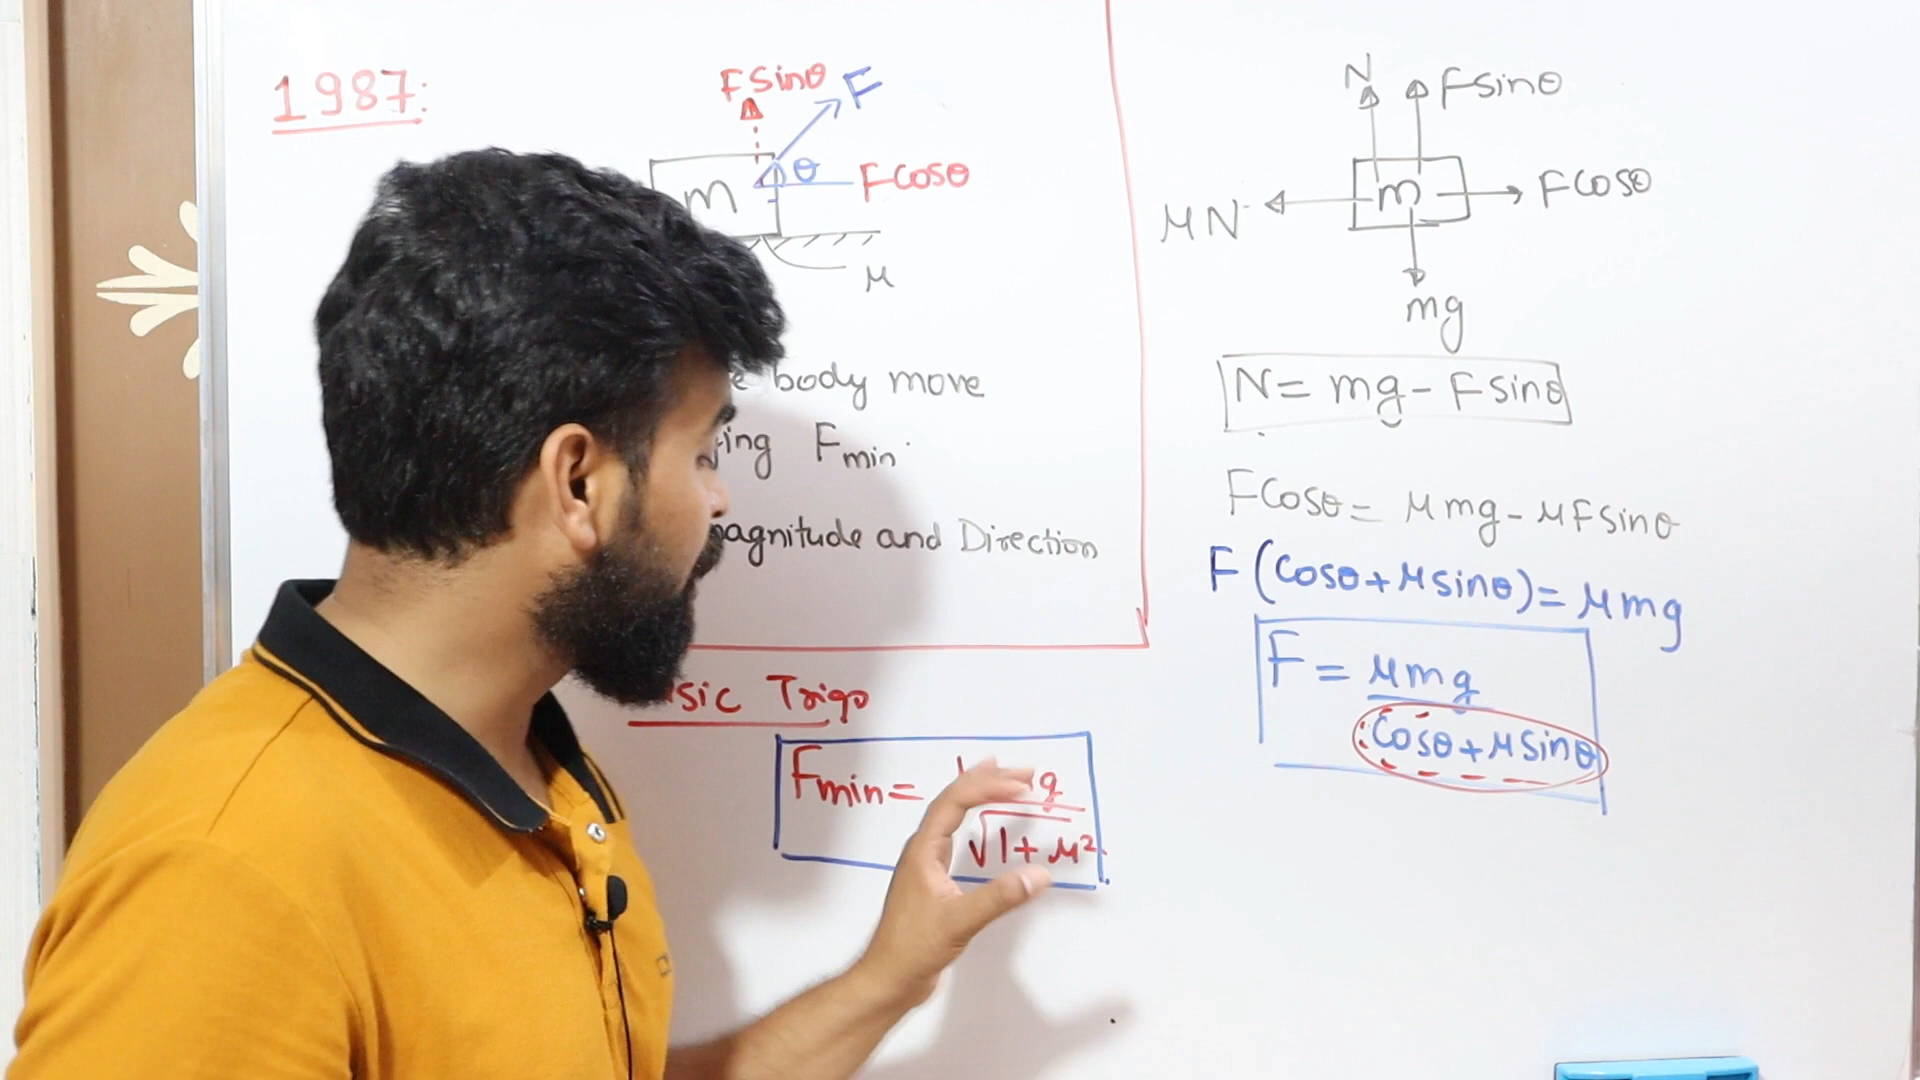 1987:
Fsinθ
F
θ
Fcosθ
m
μ
body move
ing Fmin.
agnitude and Direction
sic Trigo
Fmin =
g
√1+μ²
N
Fsinθ
μN
m
Fcosθ
mg
N = mg - Fsinθ
Fcosθ = μmg - μFsinθ
F(cosθ + μsinθ) = μmg
F = μmg
cosθ + μsinθ